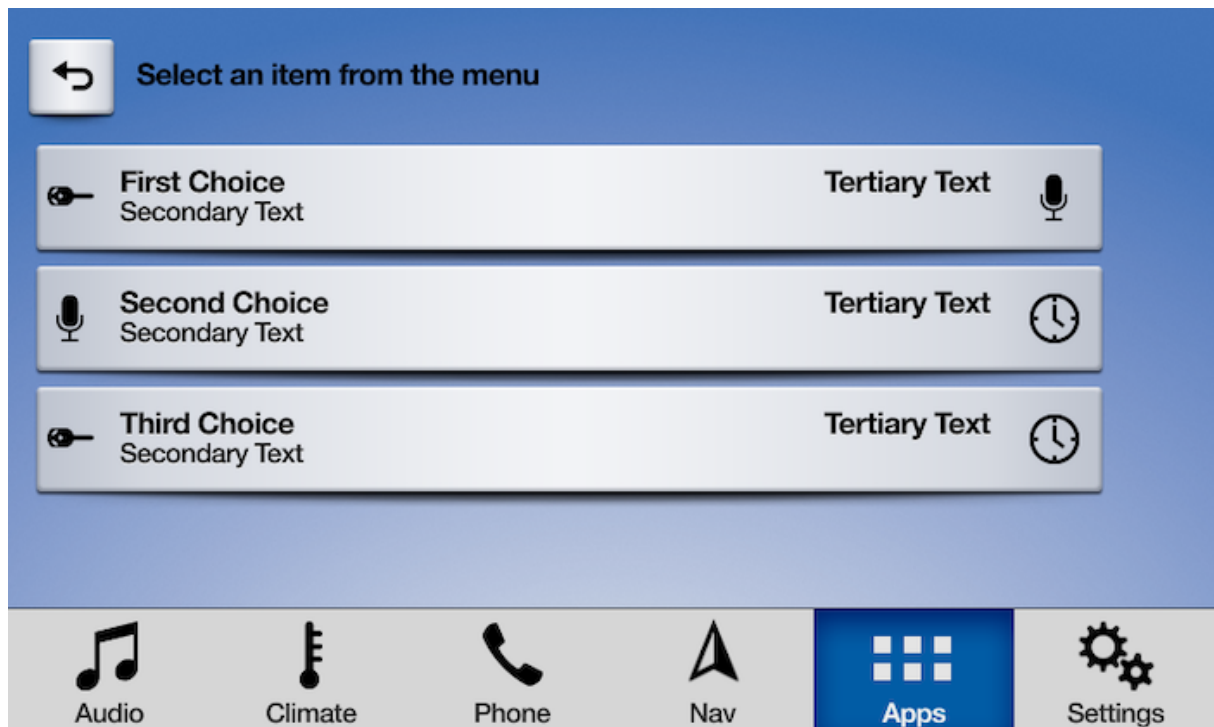 Select an item from the menu
First Choice
Secondary Text
Tertiary Text
Second Choice
Secondary Text
Tertiary Text
Third Choice
Secondary Text
Tertiary Text
Audio Climate Phone Nav Apps Settings